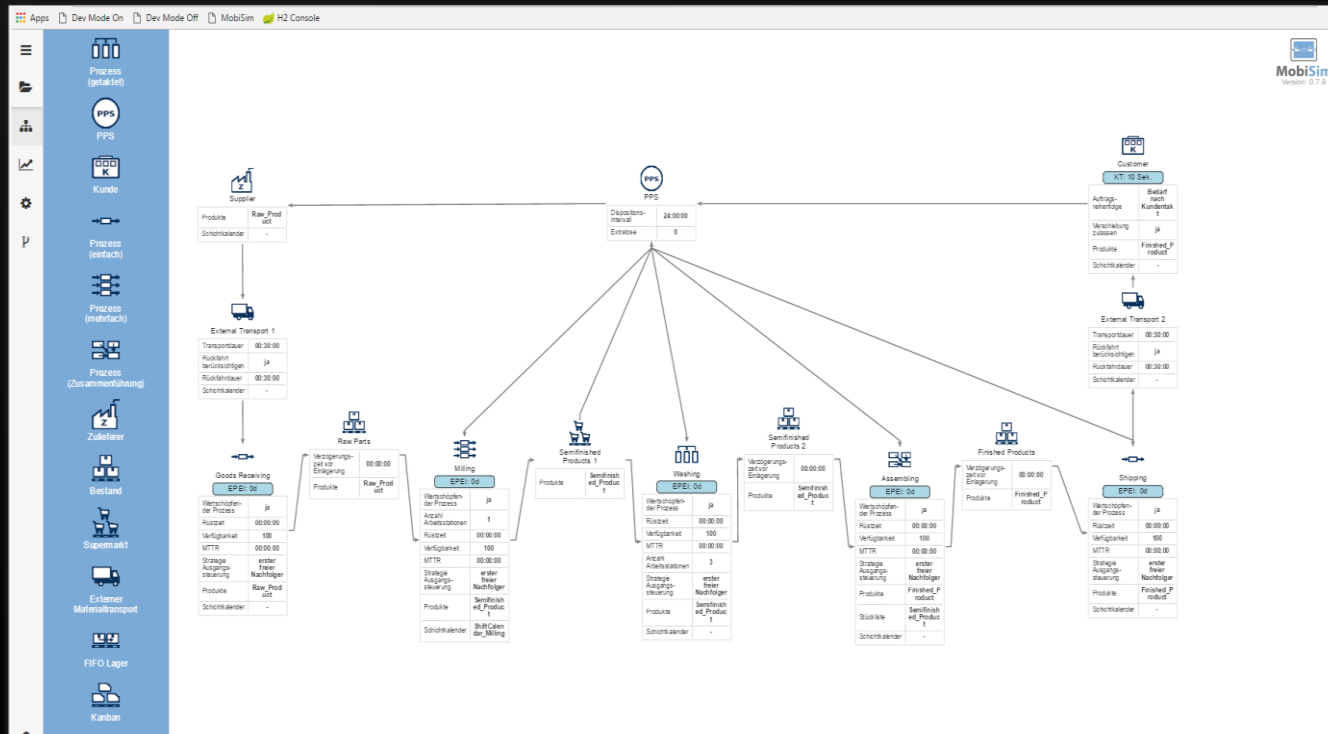 Apps Dev Mode On Dev Mode Off MobiSim H2 Console
Prozess
(getaktet)
PPS
PPS
K
Kunde
Prozess
(einfach)
Prozess
(mehrfach)
Prozess
(Zusammenführung)
Z
Zulieferer
Bestand
Supermarkt
Externer
Materialtransport
FIFO Lager
Kanban
MobiSim
Version: 0.7.9
Z
Supplier
Produkte Raw_Prod
uct
Schichtkalender -
External Transport 1
Transportdauer 00:30:00
Rückfahrt
berücksichtigen ja
Rückfahrdauer 00:30:00
Schichtkalender -
Goods Receiving
EPEI: 0d
Wertschöpfen-
der Prozess ja
Rüstzeit 00:00:00
Verfügbarkeit 100
MTTR 00:00:00
Strategie
Ausgangs-
steuerung erster
freier
Nachfolger
Produkte Raw_Prod
uct
Schichtkalender -
Raw Parts
Verzögerungs-
zeit vor
Einlagerung 00:00:00
Produkte Raw_Prod
uct
Milling
EPEI: 0d
Wertschöpfen-
der Prozess ja
Anzahl
Arbeitsstationen 1
Rüstzeit 00:00:00
Verfügbarkeit 100
MTTR 00:00:00
Strategie
Ausgangs-
steuerung erster
freier
Nachfolger
Produkte Semifinish
ed_Produc
t
Schichtkalender ShiftCalen
dar_Milling
PPS
PPS
Dispositions-
intervall 24:00:00
Extrabse 0
Semifinished
Products 1
Produkte Semifinish
ed_Produc
t
Washing
EPEI: 0d
Wertschöpfen-
der Prozess ja
Rüstzeit 00:00:00
Verfügbarkeit 100
MTTR 00:00:00
Anzahl
Arbeitsstationen 3
Strategie
Ausgangs-
steuerung erster
freier
Nachfolger
Produkte Semifinish
ed_Produc
t
Schichtkalender -
Semifinished
Products 2
Verzögerungs-
zeit vor
Einlagerung 00:00:00
Produkte Semifinish
ed_Produc
t
Assembling
EPEI: 0d
Wertschöpfen-
der Prozess ja
Rüstzeit 00:00:00
Verfügbarkeit 100
MTTR 00:00:00
Strategie
Ausgangs-
steuerung erster
freier
Nachfolger
Produkte Finished_P
roduct
Stückliste Semifinish
ed_Produc
t
Schichtkalender -
Finished Products
Verzögerungs-
zeit vor
Einlagerung 00:00:00
Produkte Finished_P
roduct
K
Customer
KT: 10 Sek.
Auftrags-
reihenfolge Bedarf
nach
Kundentak
t
Verschiebung
zulassen ja
Produkte Finished_P
roduct
Schichtkalender -
External Transport 2
Transportdauer 00:30:00
Rückfahrt
berücksichtigen ja
Rückfahrdauer 00:30:00
Schichtkalender -
Shipping
EPEI: 0d
Wertschöpfen-
der Prozess ja
Rüstzeit 00:00:00
Verfügbarkeit 100
MTTR 00:00:00
Strategie
Ausgangs-
steuerung erster
freier
Nachfolger
Produkte Finished_P
roduct
Schichtkalender -